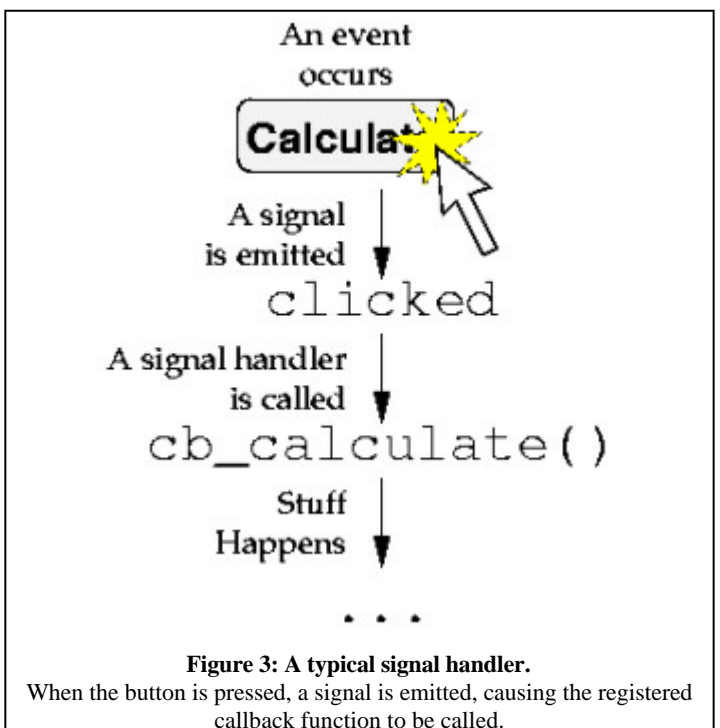 An event
occurs
Calculat
A signal
is emitted
clicked
A signal handler
is called
cb_calculate()
Stuff
Happens
...
Figure 3: A typical signal handler.
When the button is pressed, a signal is emitted, causing the registered
callback function to be called.